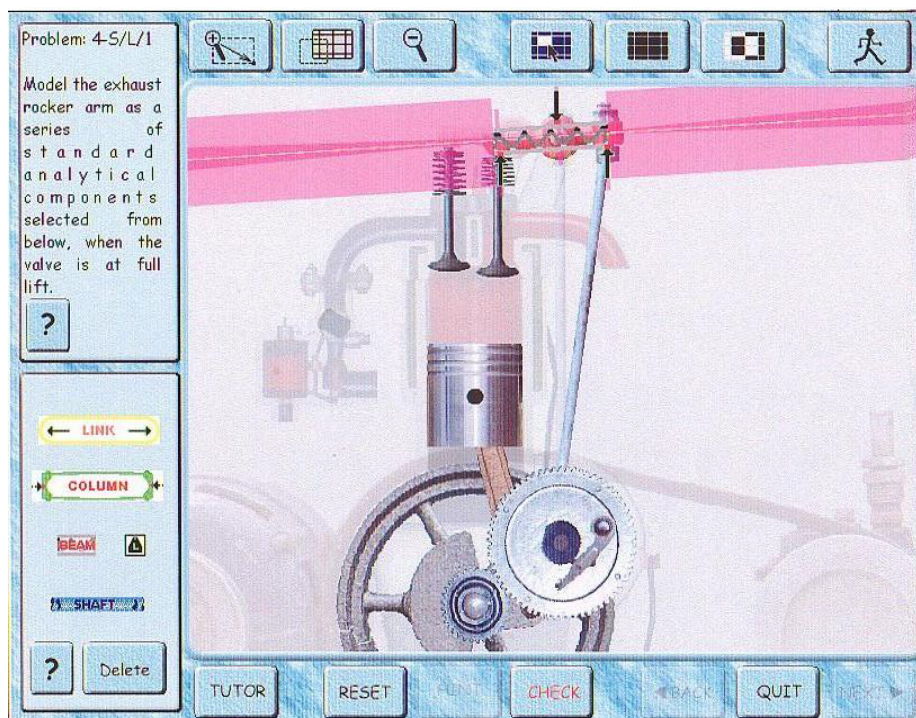 Problem: 4-S/L/1
Model the exhaust
rocker arm as a
series of
standard
analytical
components
selected from
below, when the
valve is at full
lift.
?
← LINK →
COLUMN
BEAM L
SHAFT
? Delete
TUTOR RESET HINT CHECK ◄BACK QUIT NEXT►